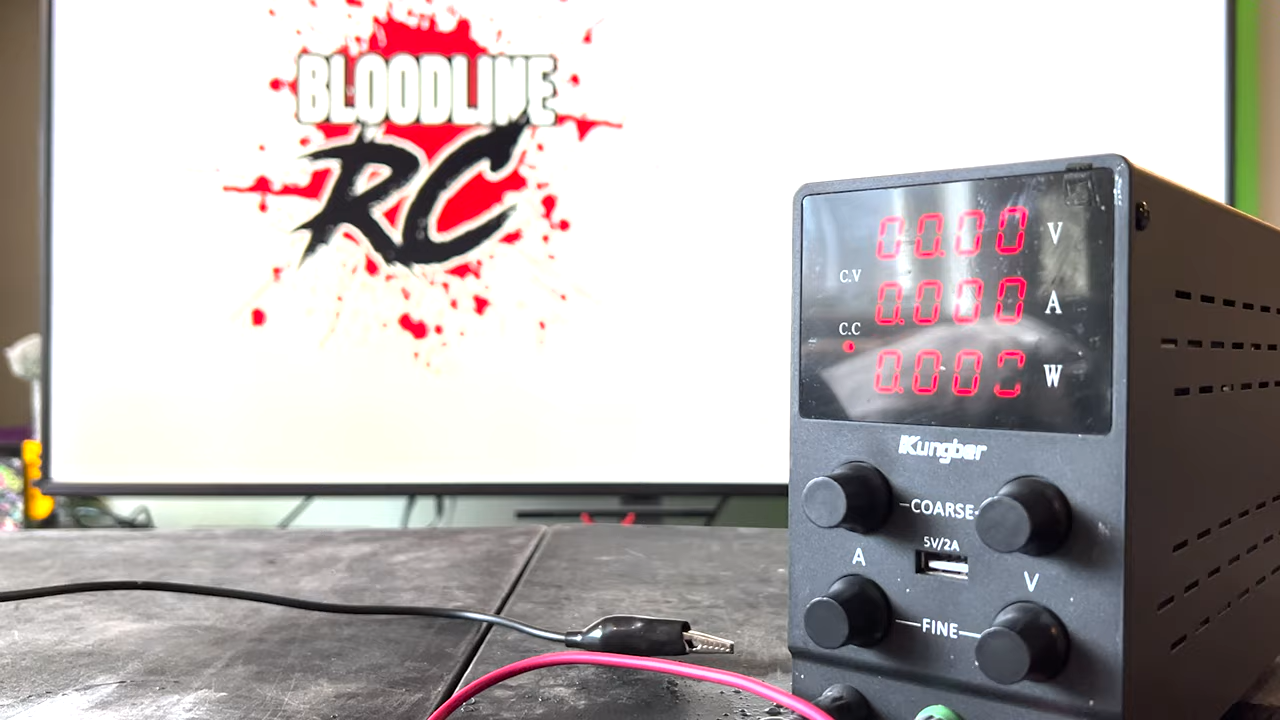 BLOODLINE
RC
00.00 V
C.V
0.000 A
C.C
0.000 W
Kungber
COARSE
5V/2A
A
V
FINE